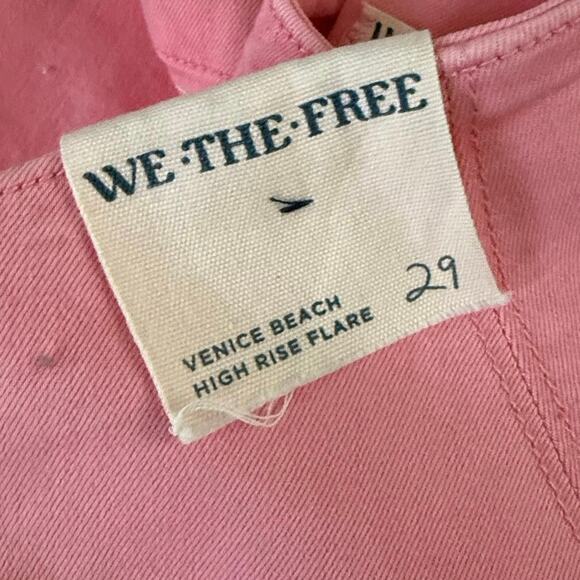 WE·THE·FREE
29
VENICE BEACH
HIGH RISE FLARE